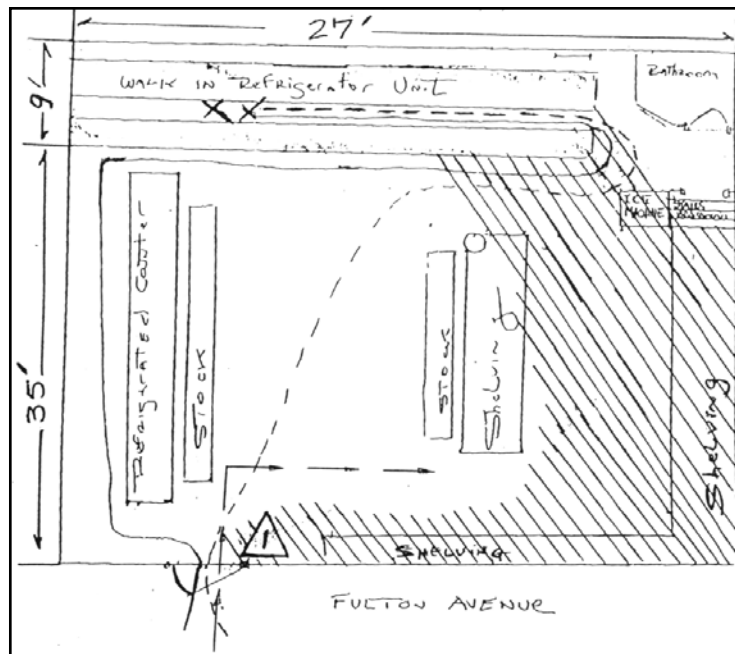 27'
9'
WALK IN REFRIGERATOR UNIT
Bathroom
X X
ICE
MACHINE
35'
Refrigerated Counter
STOCK
STOCK
Shelving
Shelving
1
SHELVING
FULTON AVENUE